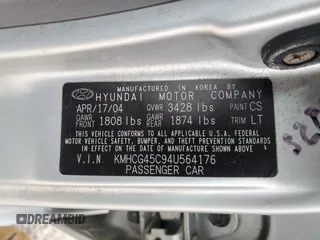 MANUFACTURED IN KOREA BY
HYUNDAI MOTOR COMPANY
APR/17/04 GVWR 3428 lbs PAINT CS
GAWR FRONT 1808 lbs GAWR REAR 1874 lbs TRIM LT
THIS VEHICLE CONFORMS TO ALL APPLICABLE U.S.A. FEDERAL
MOTOR VEHICLE SAFETY AND THEFT PREVENTION STANDARDS
IN EFFECT ON THE DATE OF MANUFACTURE SHOWN ABOVE.
V.I.N. KMHCG45C94U564176
PASSENGER CAR
DREAMBID